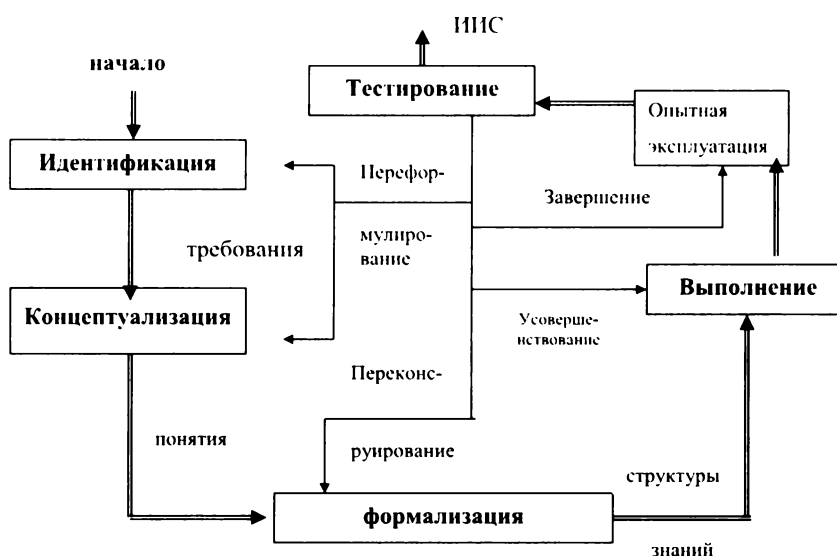 ИИС
начало
Тестирование
Опытная
эксплуатация
Идентификация
Перефор-
Завершение
мулиро-
вание
требования
Концептуализация
Выполнение
Усоверше-
нствование
Переконс-
понятия
руирование
структуры
формализация
знаний